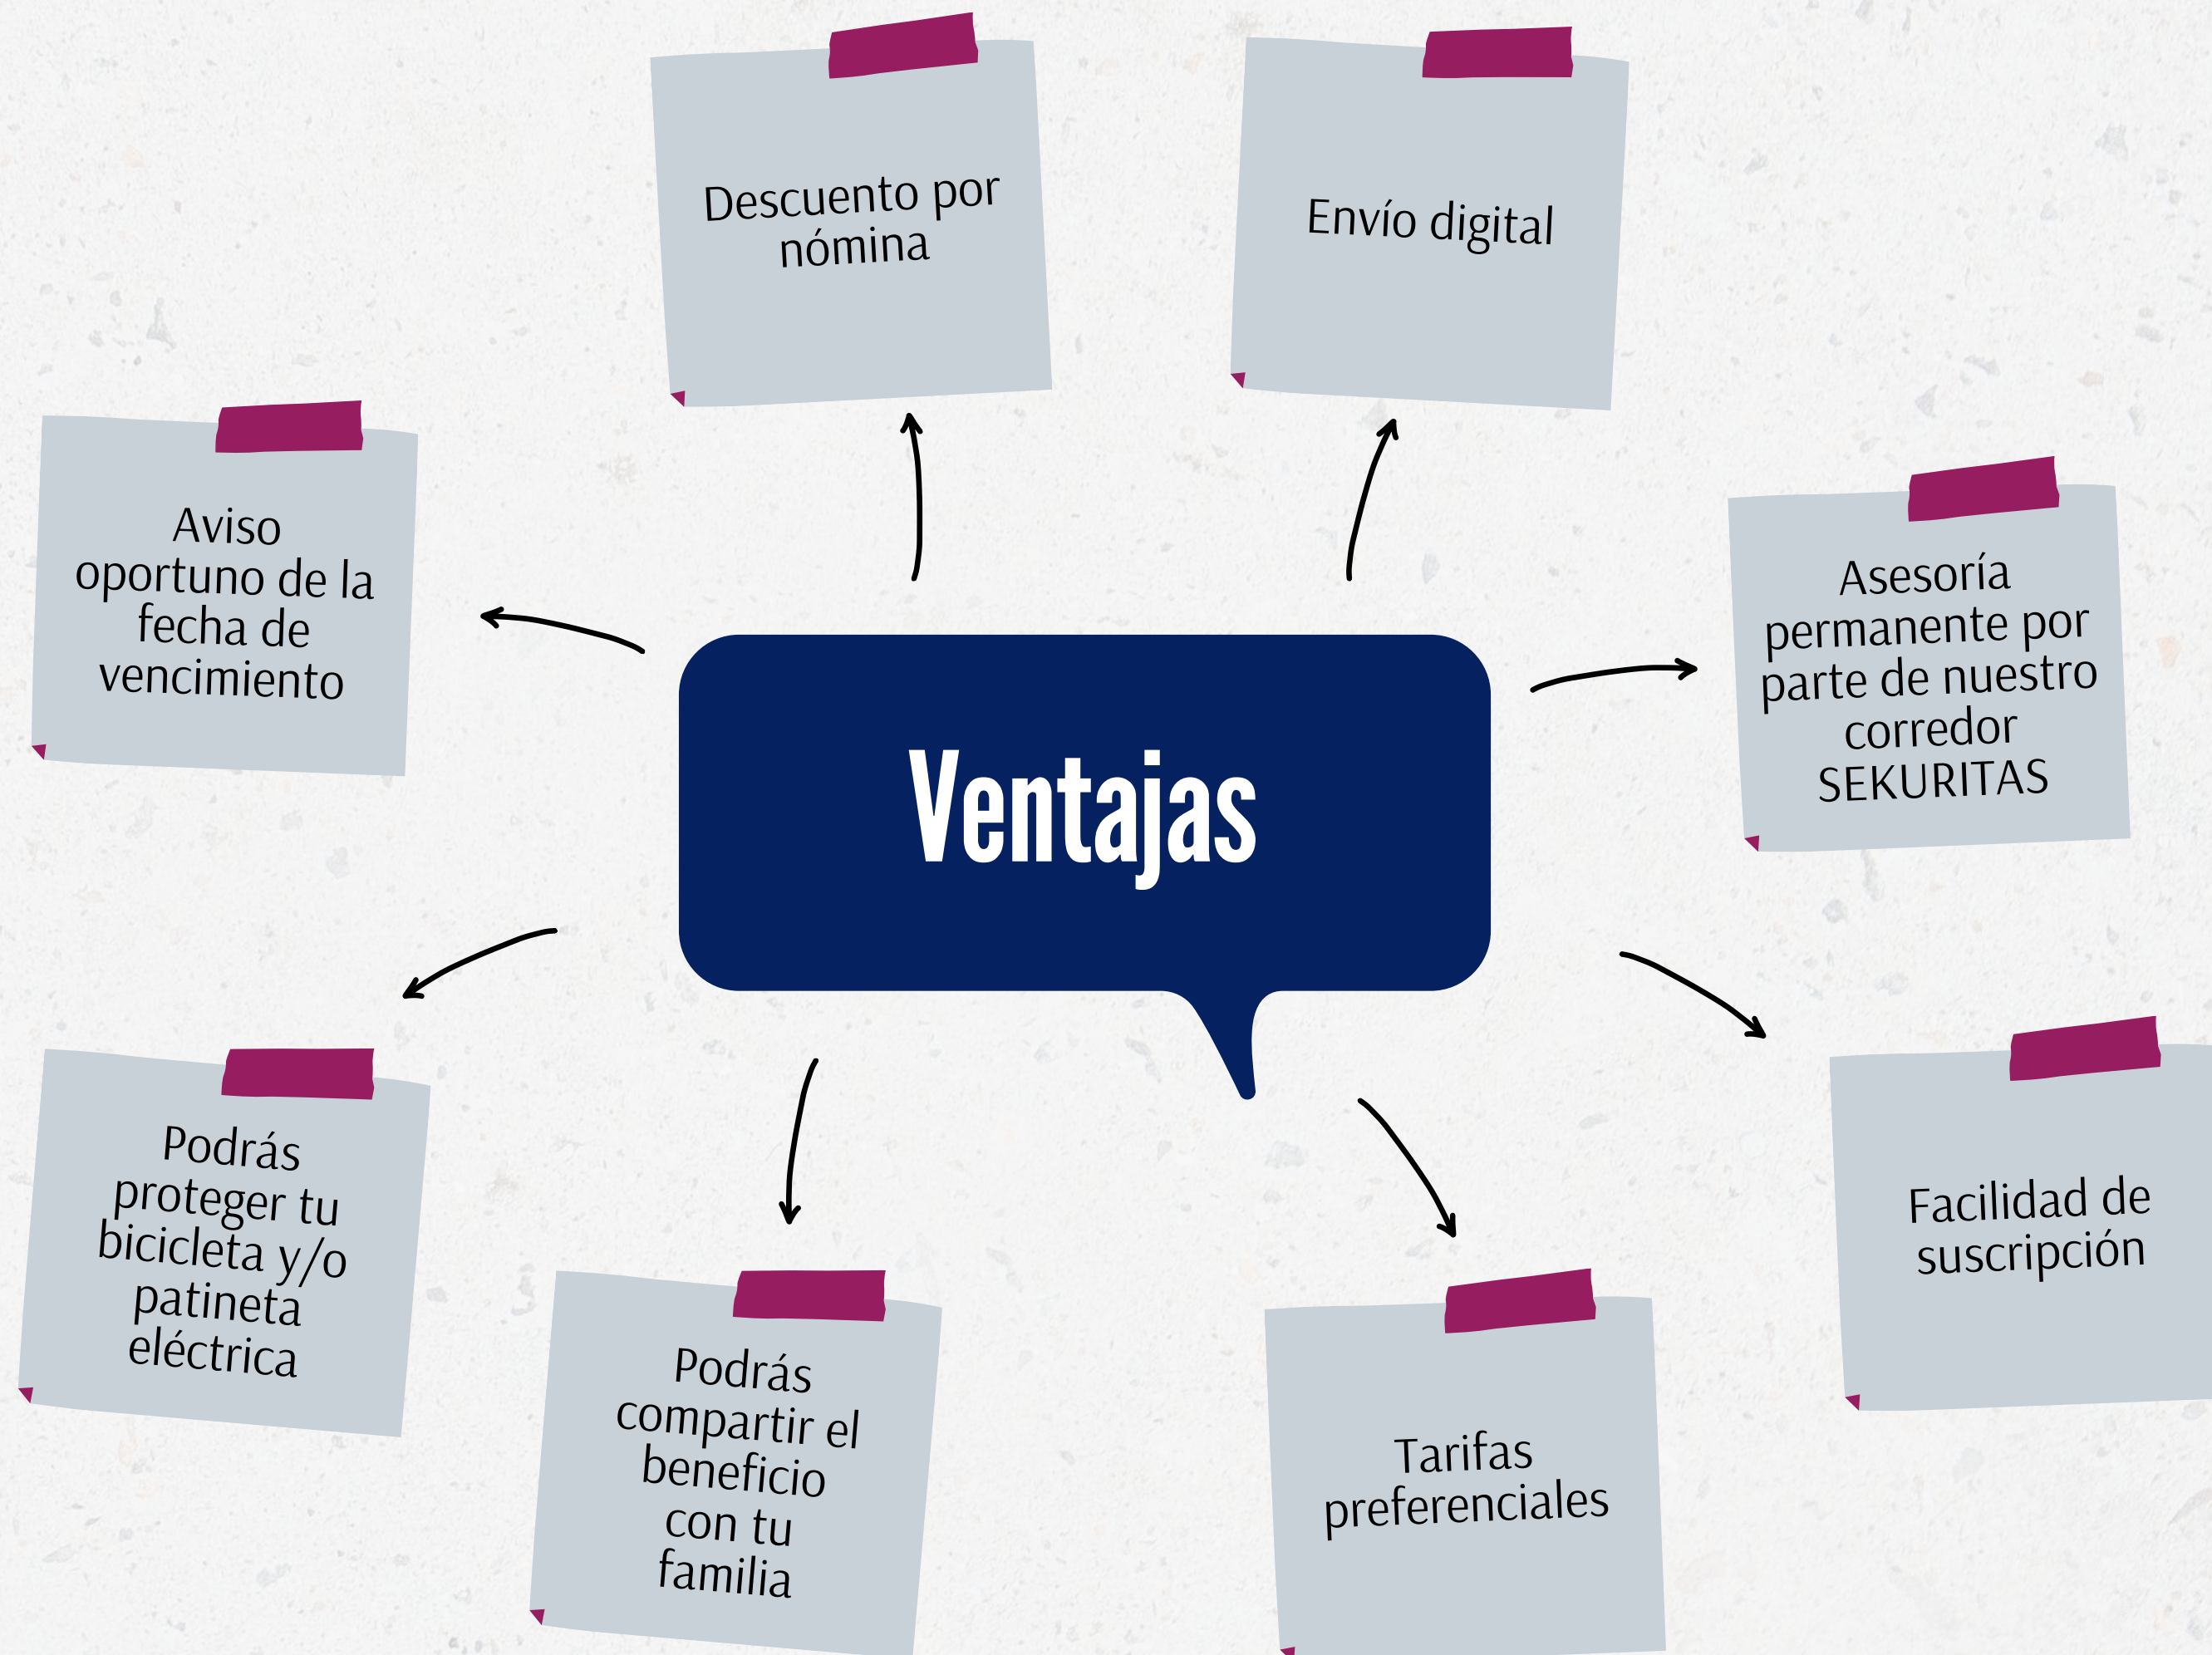 Descuento por
nómina
Envío digital
Aviso
oportuno de la
fecha de
vencimiento
Asesoría
permanente por
parte de nuestro
corredor
SEKURITAS
Ventajas
Podrás
proteger tu
bicicleta y/o
patineta
eléctrica
Facilidad de
suscripción
Podrás
compartir el
beneficio
con tu
familia
Tarifas
preferenciales